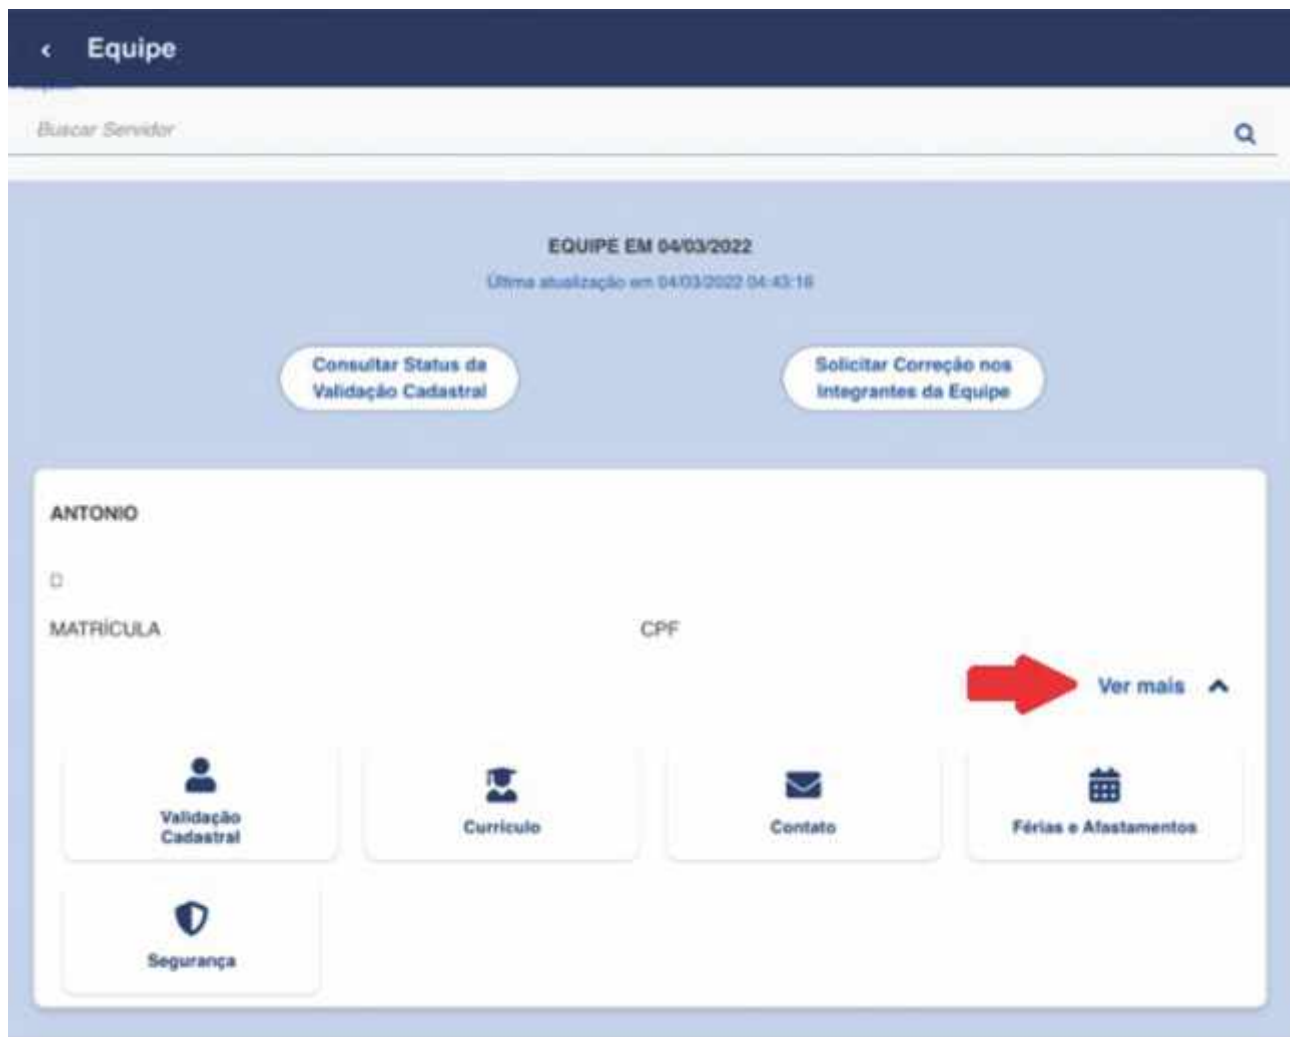 Equipe
Buscar Servidor
EQUIPE EM 04/03/2022
Última atualização em 04/03/2022 04:43:16
Consultar Status da
Validação Cadastral
Solicitar Correção nos
Integrantes da Equipe
ANTONIO
MATRÍCULA CPF
Ver mais
Validação
Cadastral
Currículo
Contato
Férias e Afastamentos
Segurança